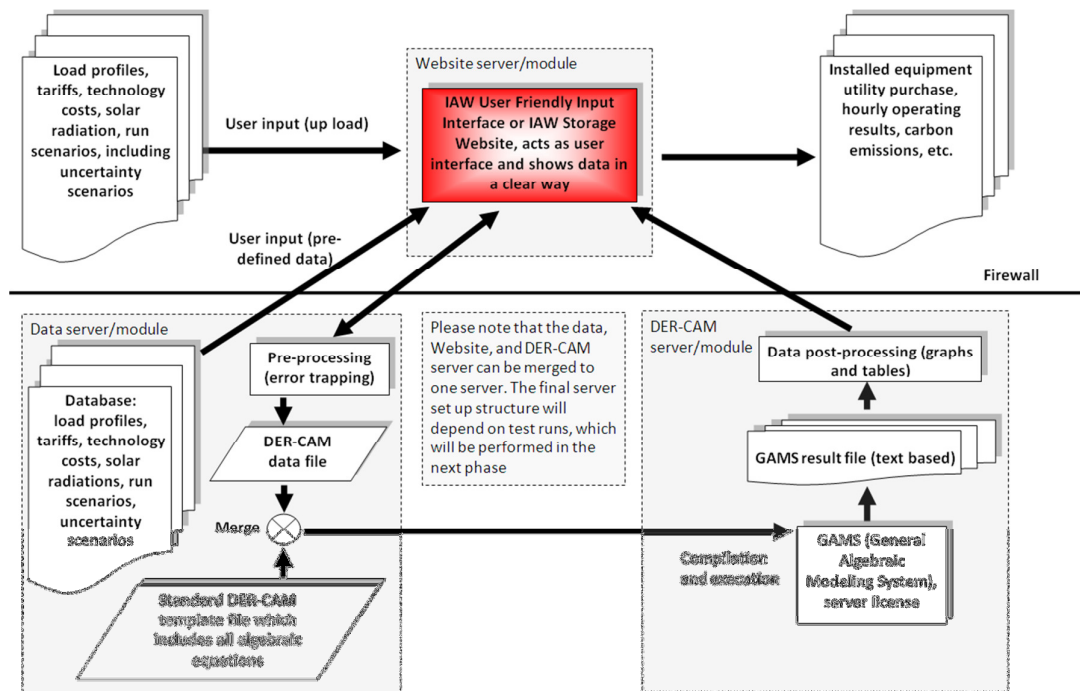 Load profiles,
tariffs, technology
costs, solar
radiation, run
scenarios, including
uncertainty
scenarios
User input (up load)
Website server/module
IAW User Friendly Input
Interface or IAW Storage
Website, acts as user
interface and shows data in
a clear way
Installed equipment
utility purchase,
hourly operating
results, carbon
emissions, etc.
User input (pre-
defined data)
Firewall
Data server/module
Database:
load profiles,
tariffs, technology
costs, solar
radiations, run
scenarios,
uncertainty
scenarios
Pre-processing
(error trapping)
DER-CAM
data file
Merge
Standard DER-CAM
template file which
includes all algebraic
equations
Please note that the data,
Website, and DER-CAM
server can be merged to
one server. The final server
set up structure will
depend on test runs, which
will be performed in the
next phase
DER-CAM
server/module
Data post-processing (graphs
and tables)
GAMS result file (text based)
Compilation
and execution
GAMS (General
Algebraic
Modeling System),
server license